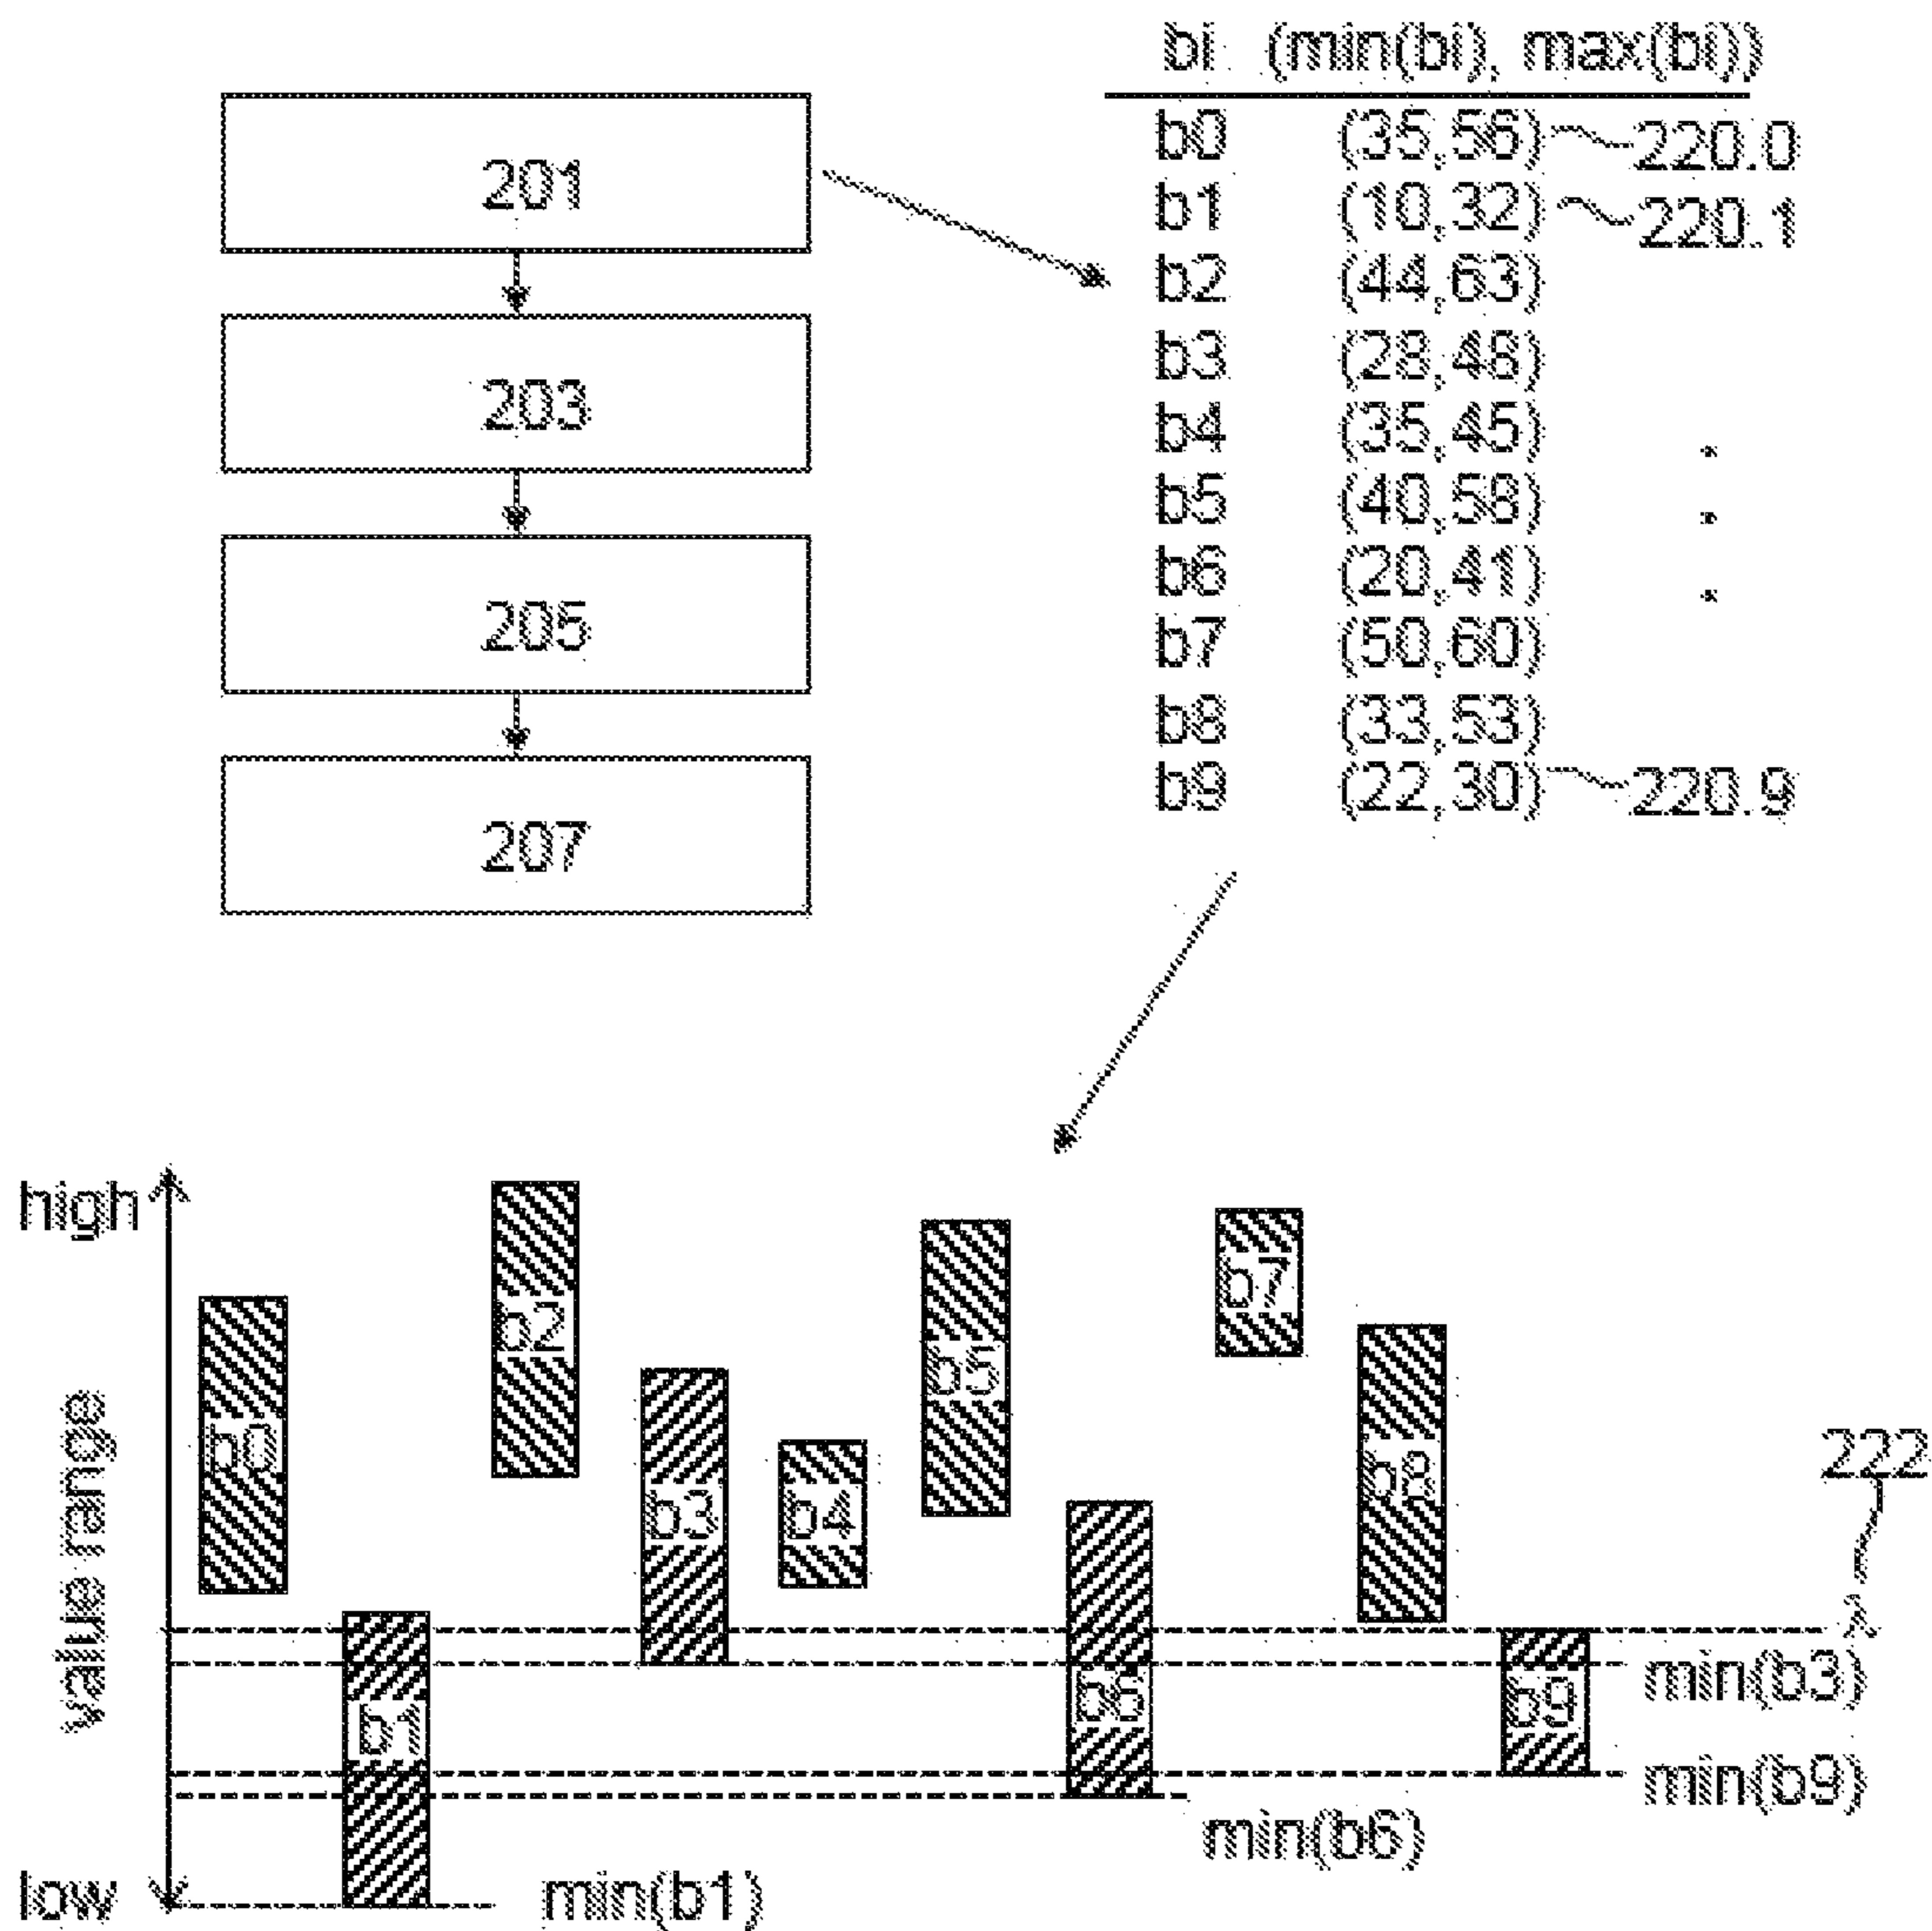 bi (min(bi), max(bi))
b0 (35,56) 220.0
b1 (10,32) 220.1
b2 (44,63)
b3 (28,48)
b4 (35,45)
b5 (40,58)
b6 (20,41)
b7 (50,60)
b8 (33,53)
b9 (22,30) 220.9
201
203
205
207
high
value range
low
b0
b1
b2
b3
b4
b5
b6
b7
b8
b9
222
λ
min(b3)
min(b9)
min(b6)
min(b1)